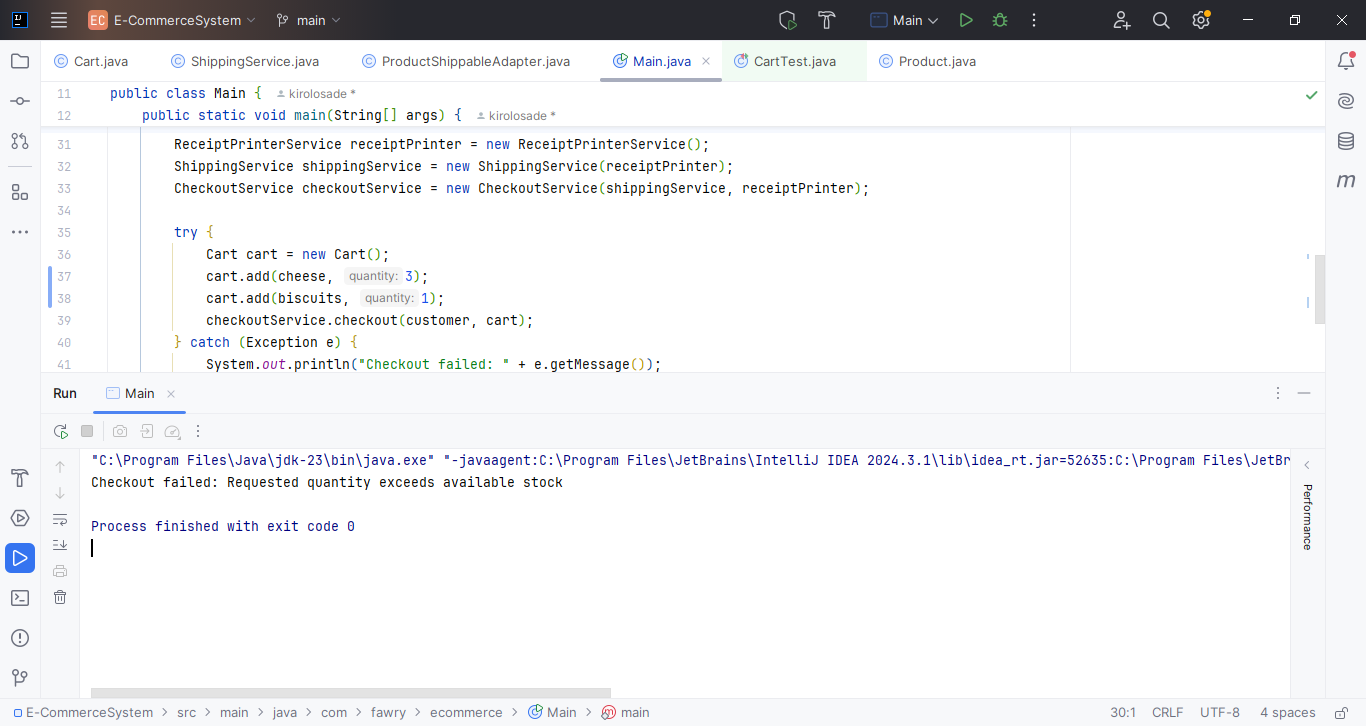 EC E-CommerceSystem main Main
Cart.java ShippingService.java ProductShippableAdapter.java Main.java CartTest.java Product.java
11 public class Main { kirolosade *
12 public static void main(String[] args) { kirolosade *
31 ReceiptPrinterService receiptPrinter = new ReceiptPrinterService();
32 ShippingService shippingService = new ShippingService(receiptPrinter);
33 CheckoutService checkoutService = new CheckoutService(shippingService, receiptPrinter);
34
35 try {
36 Cart cart = new Cart();
37 cart.add(cheese, quantity: 3);
38 cart.add(biscuits, quantity: 1);
39 checkoutService.checkout(customer, cart);
40 } catch (Exception e) {
41 System.out.println("Checkout failed: " + e.getMessage());
Run Main
"C:\Program Files\Java\jdk-23\bin\java.exe" "-javaagent:C:\Program Files\JetBrains\IntelliJ IDEA 2024.3.1\lib\idea_rt.jar=52635:C:\Program Files\JetBr
Checkout failed: Requested quantity exceeds available stock
Process finished with exit code 0
Performance
E-CommerceSystem > src > main > java > com > fawry > ecommerce > Main > main 30:1 CRLF UTF-8 4 spaces